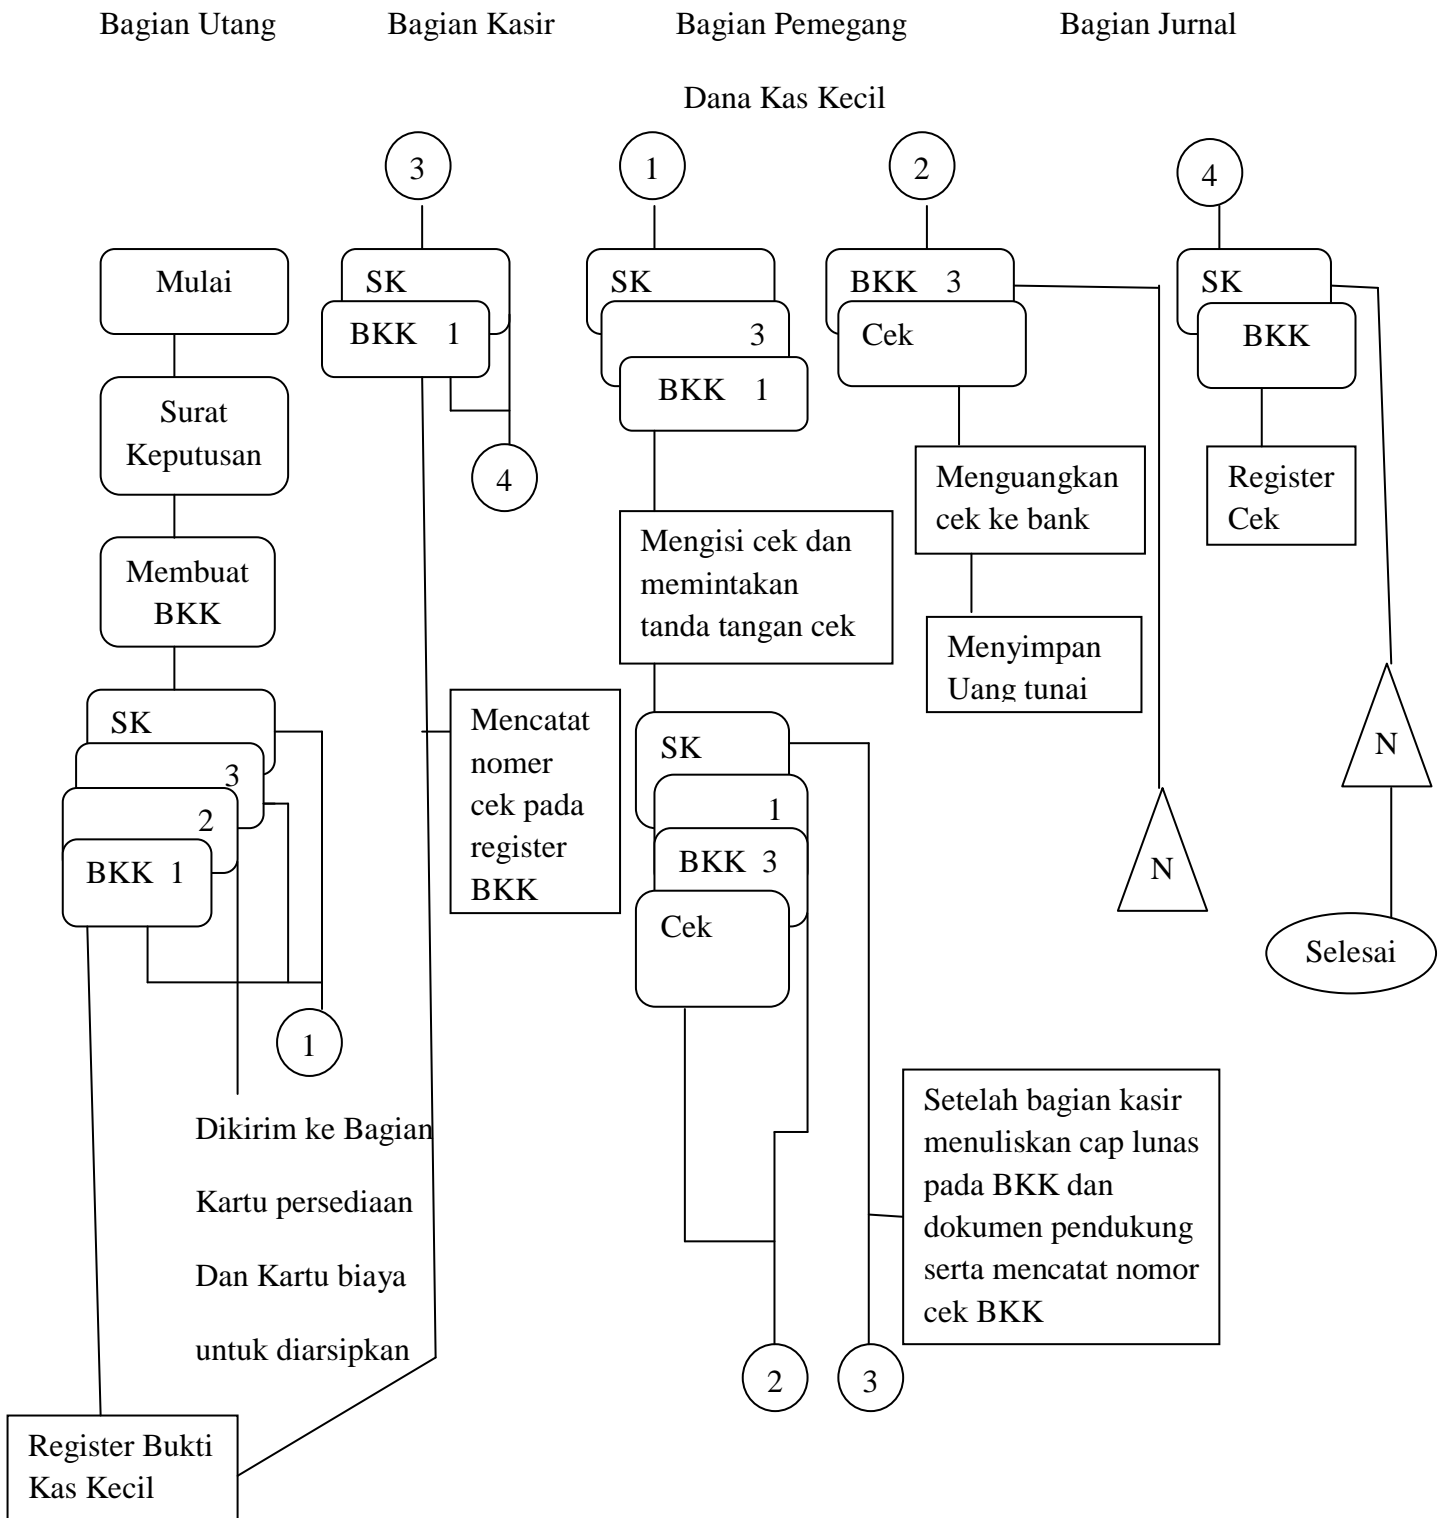 Bagian Utang
Bagian Kasir
Bagian Pemegang
Dana Kas Kecil
Bagian Jurnal
Mulai
Surat
Keputusan
Membuat
BKK
SK
3
2
BKK 1
1
Dikirim ke Bagian
Kartu persediaan
Dan Kartu biaya
untuk diarsipkan
Register Bukti
Kas Kecil
3
SK
BKK 1
4
Mencatat
nomer
cek pada
register
BKK
1
SK
3
BKK 1
Mengisi cek dan
memintakan
tanda tangan cek
SK
1
BKK 3
Cek
2
3
Setelah bagian kasir
menuliskan cap lunas
pada BKK dan
dokumen pendukung
serta mencatat nomor
cek BKK
2
BKK 3
Cek
Menguangkan
cek ke bank
Menyimpan
Uang tunai
N
4
SK
BKK
Register
Cek
N
Selesai